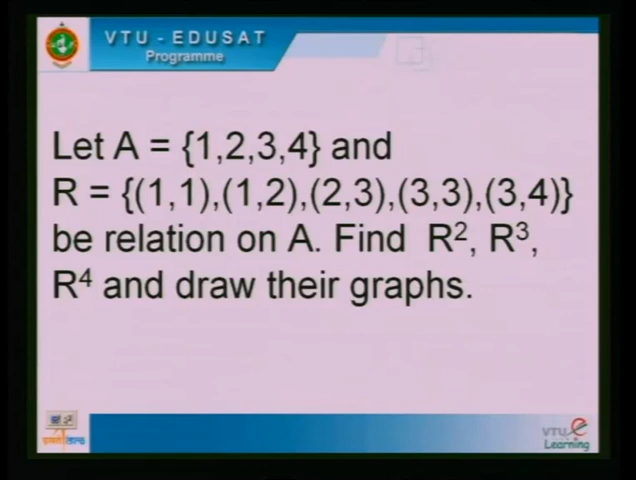 VTU - EDUSAT
Programme
Let A = {1,2,3,4} and
R = {(1,1),(1,2),(2,3),(3,3),(3,4)}
be relation on A. Find R², R³,
R⁴ and draw their graphs.
VTU e
Learning